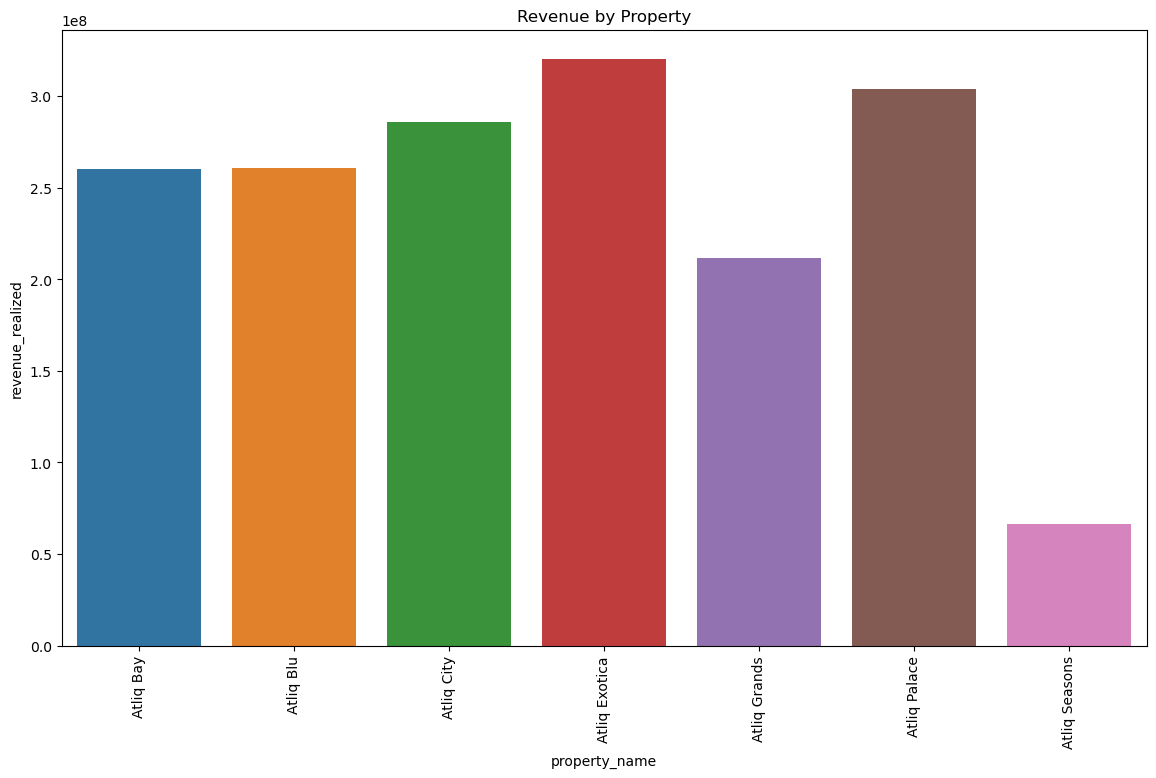 Revenue by Property
1e8
3.0
2.5
2.0
1.5
1.0
0.5
0.0
revenue_realized
Atliq Bay
Atliq Blu
Atliq City
Atliq Exotica
Atliq Grands
Atliq Palace
Atliq Seasons
property_name